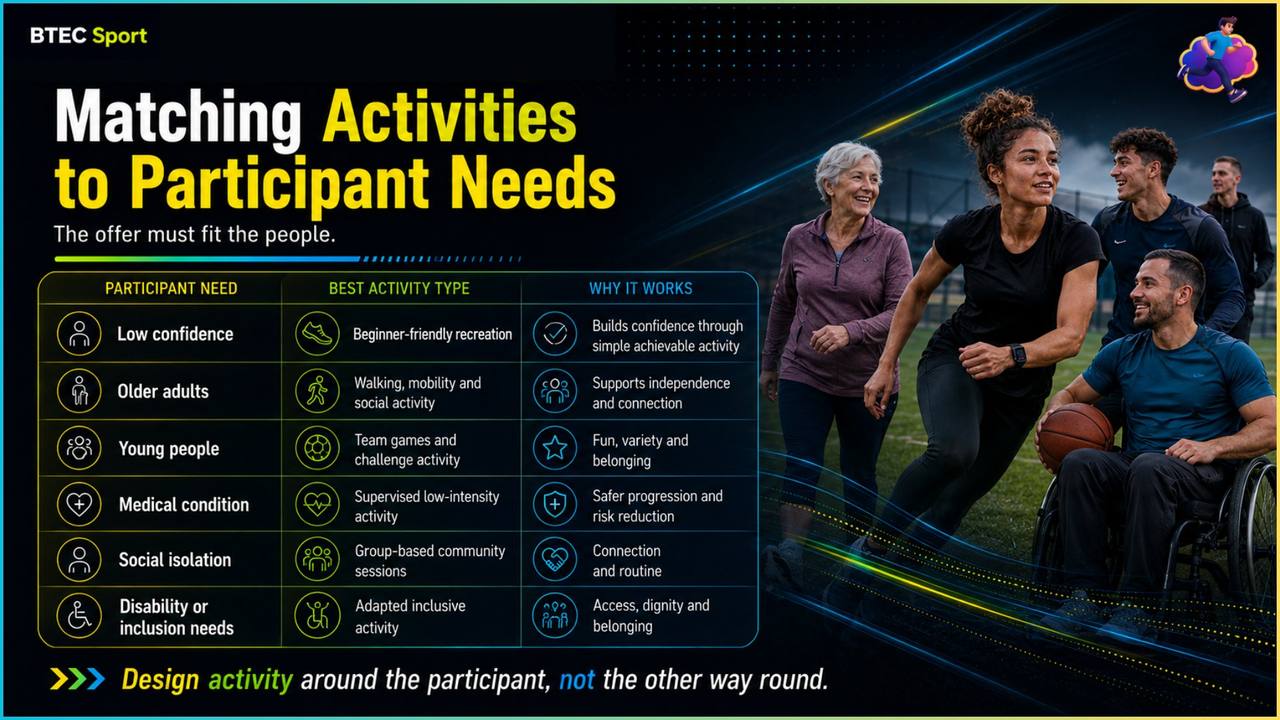 BTEC Sport
Matching Activities
to Participant Needs
The offer must fit the people.
PARTICIPANT NEED
BEST ACTIVITY TYPE
WHY IT WORKS
Low confidence
Beginner-friendly recreation
Builds confidence through
simple achievable activity
Older adults
Walking, mobility and
social activity
Supports independence
and connection
Young people
Team games and
challenge activity
Fun, variety and
belonging
Medical condition
Supervised low-intensity
activity
Safer progression and
risk reduction
Social isolation
Group-based community
sessions
Connection
and routine
Disability or
inclusion needs
Adapted inclusive
activity
Access, dignity and
belonging
Design activity around the participant, not the other way round.